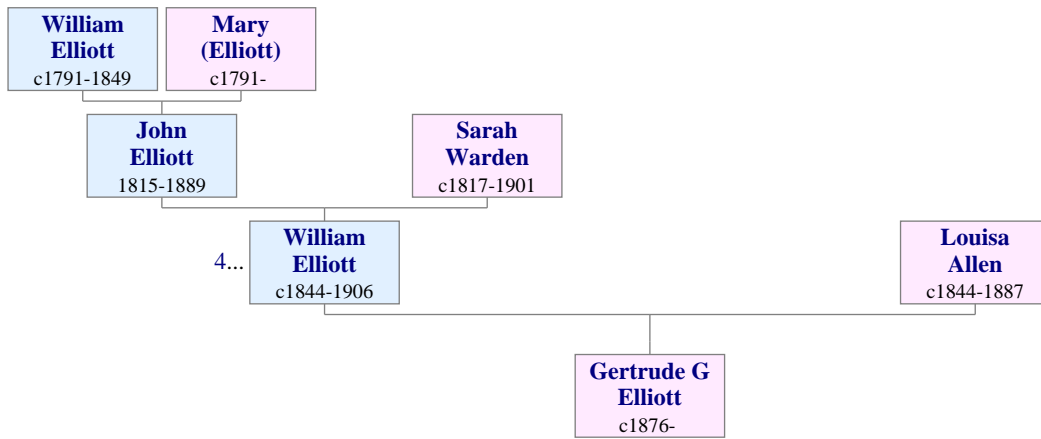 William
Elliott
c1791-1849
Mary
(Elliott)
c1791-
John
Elliott
1815-1889
Sarah
Warden
c1817-1901
4...
William
Elliott
c1844-1906
Louisa
Allen
c1844-1887
Gertrude G
Elliott
c1876-